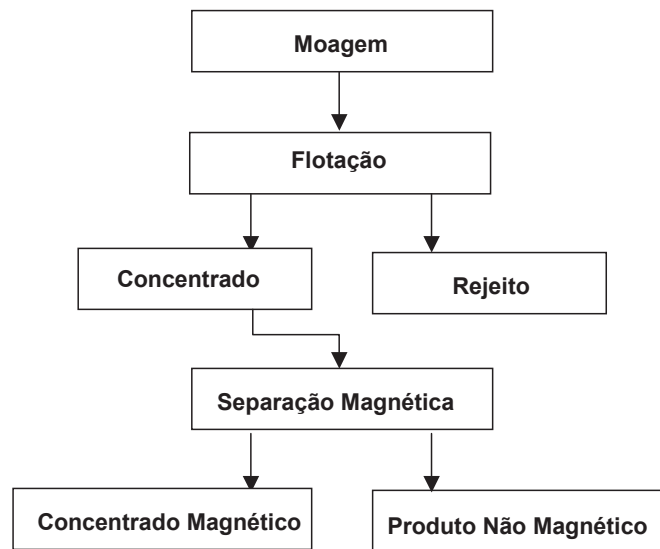 Moagem
Flotação
Concentrado
Rejeito
Separação Magnética
Concentrado Magnético
Produto Não Magnético